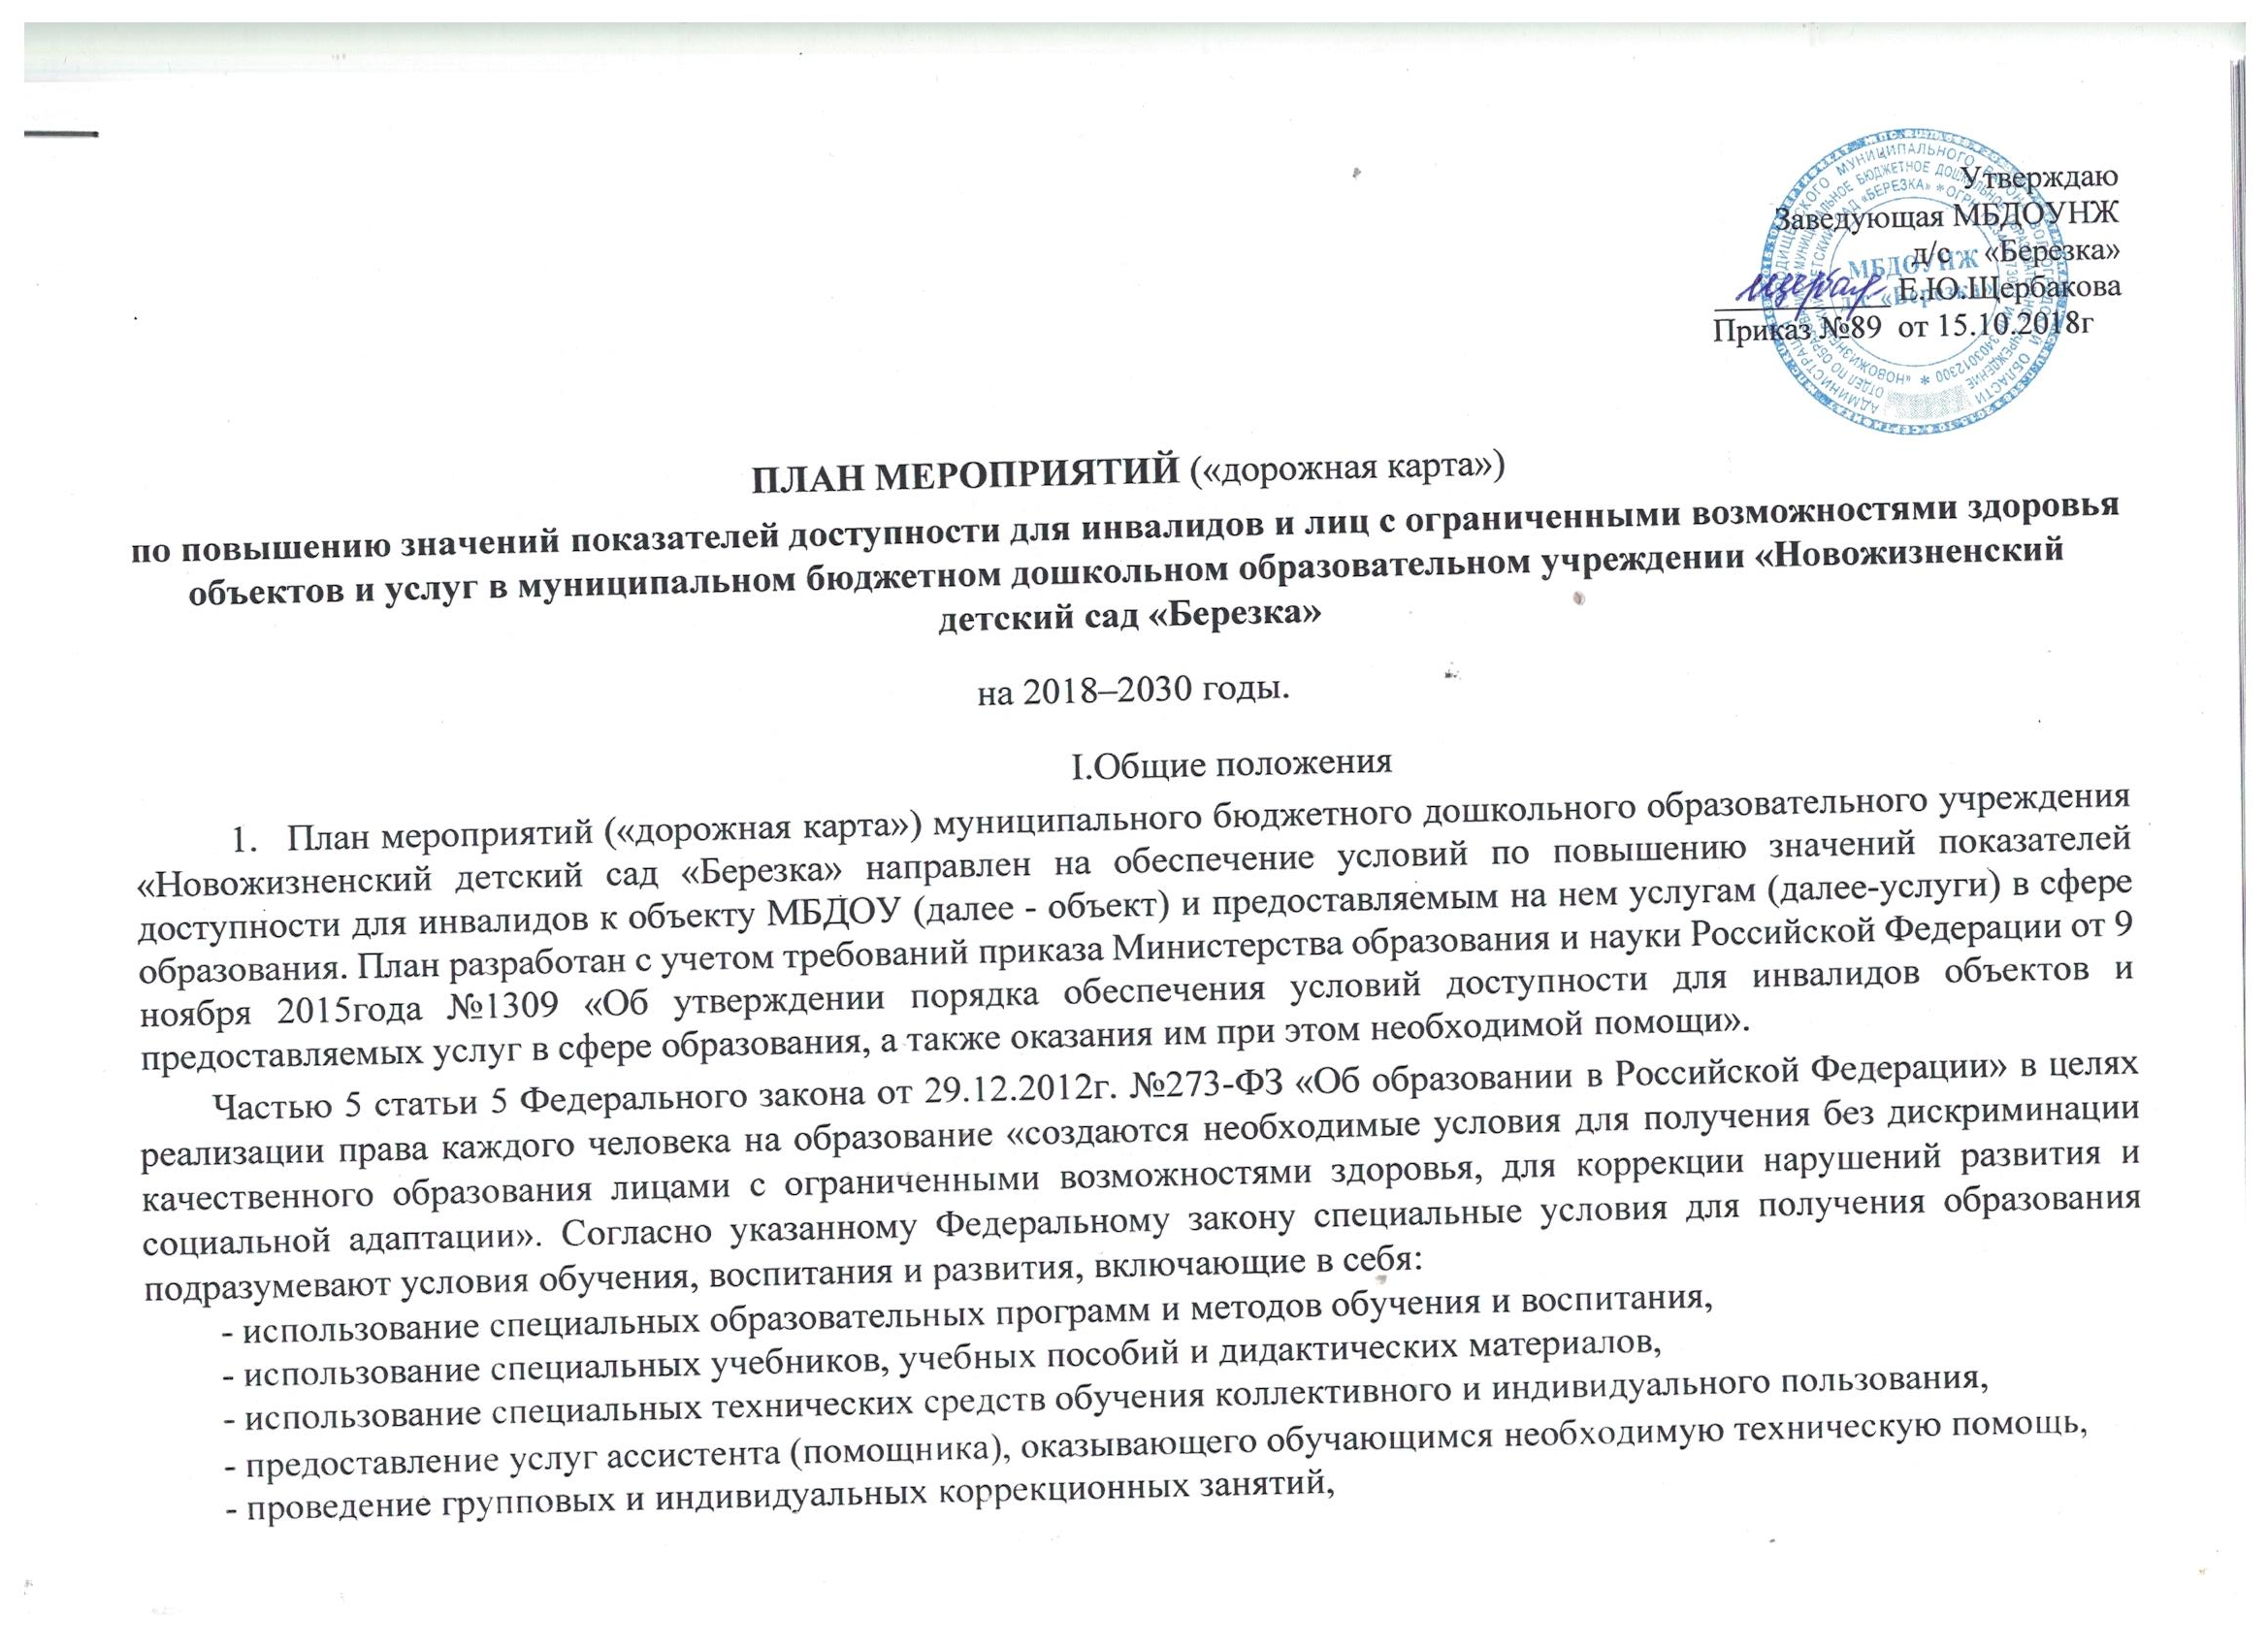 Утверждаю
Заведующая МБДОУНЖ
д/с «Березка»
Е.Ю.Щербакова
Приказ №89 от 15.10.2018г
МБДОУНЖ
«Березка»
ПЛАН МЕРОПРИЯТИЙ («дорожная карта»)
по повышению значений показателей доступности для инвалидов и лиц с ограниченными возможностями здоровья
объектов и услуг в муниципальном бюджетном дошкольном образовательном учреждении «Новожизненский
детский сад «Березка»
на 2018–2030 годы.
I.Общие положения
1. План мероприятий («дорожная карта») муниципального бюджетного дошкольного образовательного учреждения
«Новожизненский детский сад «Березка» направлен на обеспечение условий по повышению значений показателей
доступности для инвалидов к объекту МБДОУ (далее - объект) и предоставляемым на нем услугам (далее-услуги) в сфере
образования. План разработан с учетом требований приказа Министерства образования и науки Российской Федерации от 9
ноября 2015года №1309 «Об утверждении порядка обеспечения условий доступности для инвалидов объектов и
предоставляемых услуг в сфере образования, а также оказания им при этом необходимой помощи».
Частью 5 статьи 5 Федерального закона от 29.12.2012г. №273-ФЗ «Об образовании в Российской Федерации» в целях
реализации права каждого человека на образование «создаются необходимые условия для получения без дискриминации
качественного образования лицами с ограниченными возможностями здоровья, для коррекции нарушений развития и
социальной адаптации». Согласно указанному Федеральному закону специальные условия для получения образования
подразумевают условия обучения, воспитания и развития, включающие в себя:
- использование специальных образовательных программ и методов обучения и воспитания,
- использование специальных учебников, учебных пособий и дидактических материалов,
- использование специальных технических средств обучения коллективного и индивидуального пользования,
- предоставление услуг ассистента (помощника), оказывающего обучающимся необходимую техническую помощь,
- проведение групповых и индивидуальных коррекционных занятий,